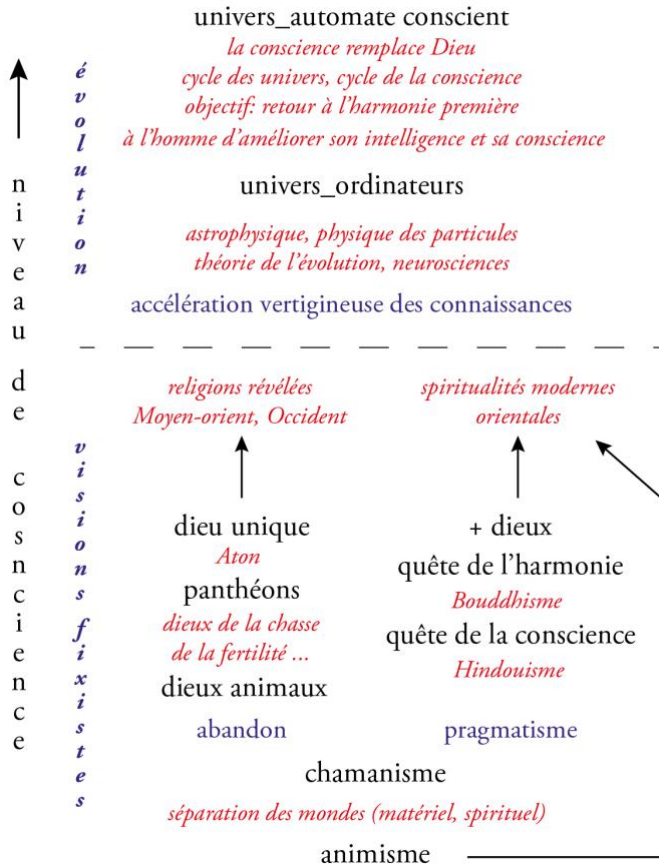 univers_automate conscient
la conscience remplace Dieu
cycle des univers, cycle de la conscience
objectif: retour à l'harmonie première
à l'homme d'améliorer son intelligence et sa conscience
univers_ordinateurs
astrophysique, physique des particules
théorie de l'évolution, neurosciences
accélération vertigineuse des connaissances
évolution
niveau de cosncience
visions fixistes
religions révélées
Moyen-orient, Occident
dieu unique
Aton
panthéons
dieux de la chasse
de la fertilité ...
dieux animaux
abandon
spiritualités modernes
orientales
+ dieux
quête de l'harmonie
Bouddhisme
quête de la conscience
Hindouisme
pragmatisme
chamanisme
séparation des mondes (matériel, spirituel)
animisme